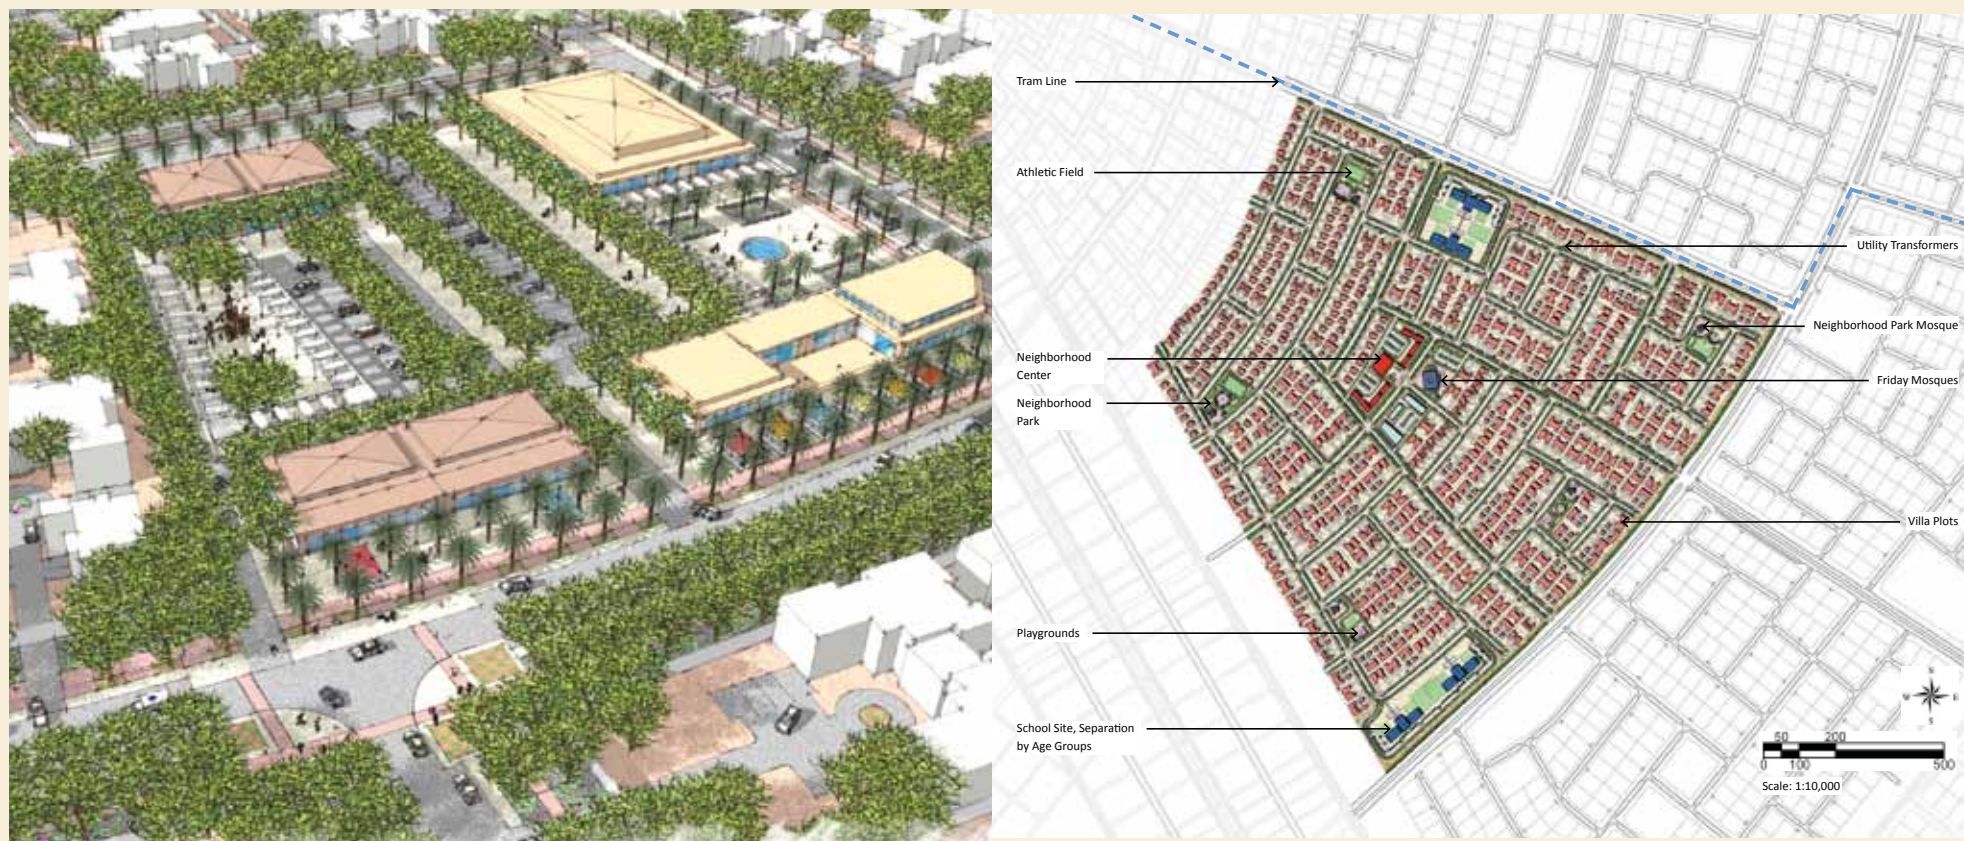 Tram Line
Athletic Field
Utility Transformers
Neighborhood Park Mosque
Neighborhood
Center
Friday Mosques
Neighborhood
Park
Villa Plots
Playgrounds
School Site, Separation
by Age Groups
N
W E
S
50 200
0 100 500
Scale: 1:10,000